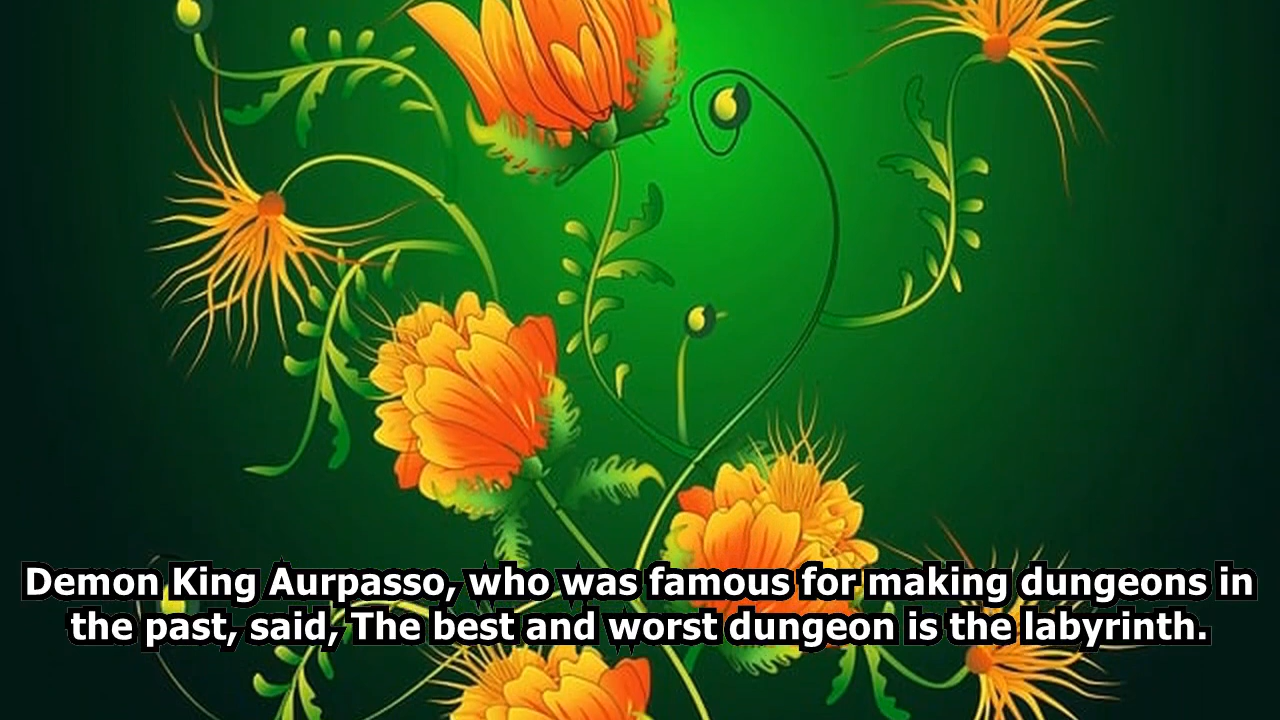 Demon King Aurpasso, who was famous for making dungeons in
the past, said, The best and worst dungeon is the labyrinth.